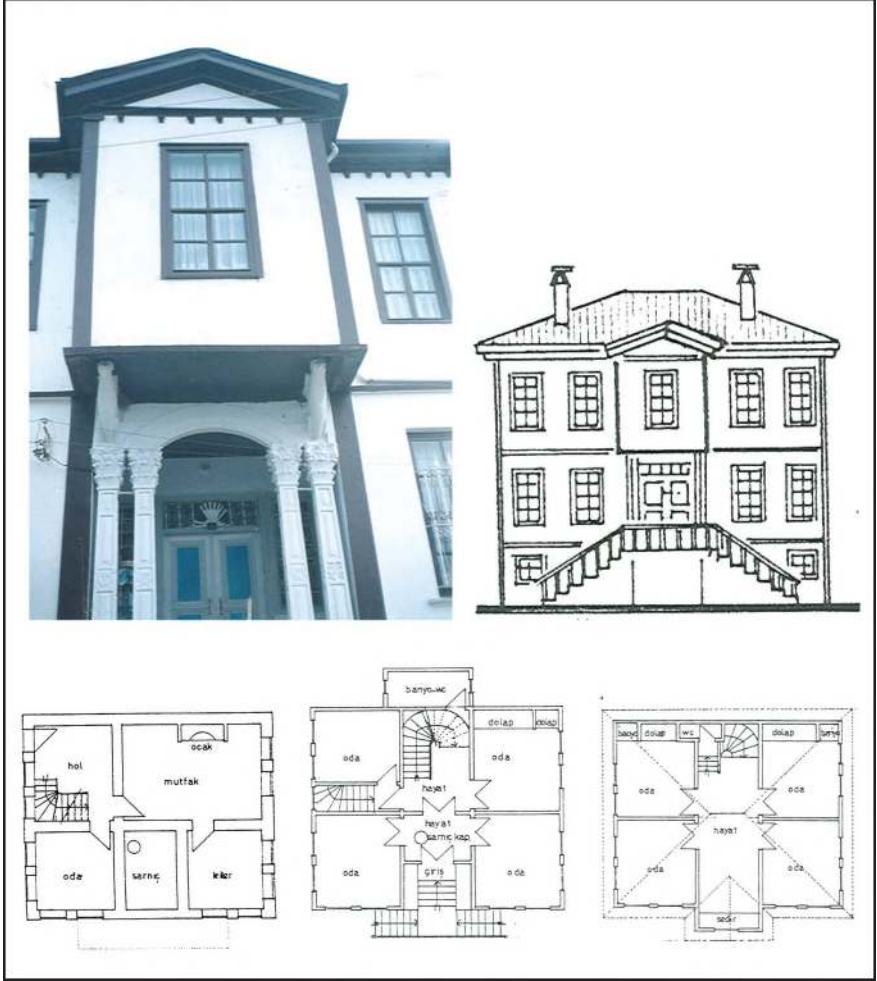 hol
ocak
mutfak
oda
sarnıç
kiler
banyo.wc
dolap
dolap
oda
oda
hayat
hayat
sarnıç kap.
giriş
oda
oda
banyo
dolap
wc
dolap
banyo
oda
oda
hayat
oda
oda
sedir